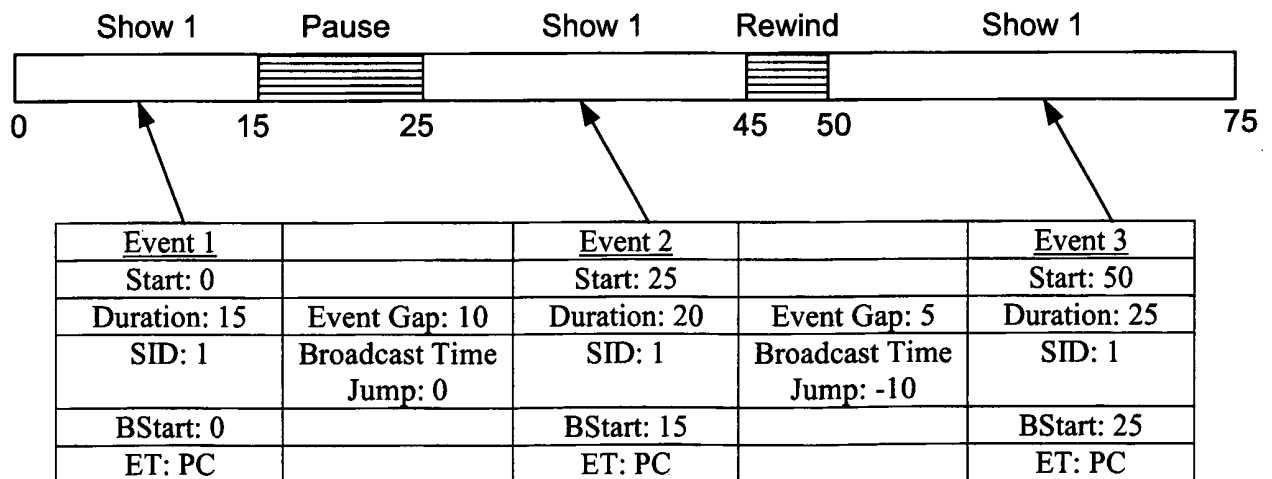 Show 1 Pause Show 1 Rewind Show 1
0 15 25 45 50 75
Event 1 Event 2 Event 3
Start: 0 Start: 25 Start: 50
Duration: 15 Event Gap: 10 Duration: 20 Event Gap: 5 Duration: 25
SID: 1 Broadcast Time SID: 1 Broadcast Time SID: 1
Jump: 0 Jump: -10
BStart: 0 BStart: 15 BStart: 25
ET: PC ET: PC ET: PC